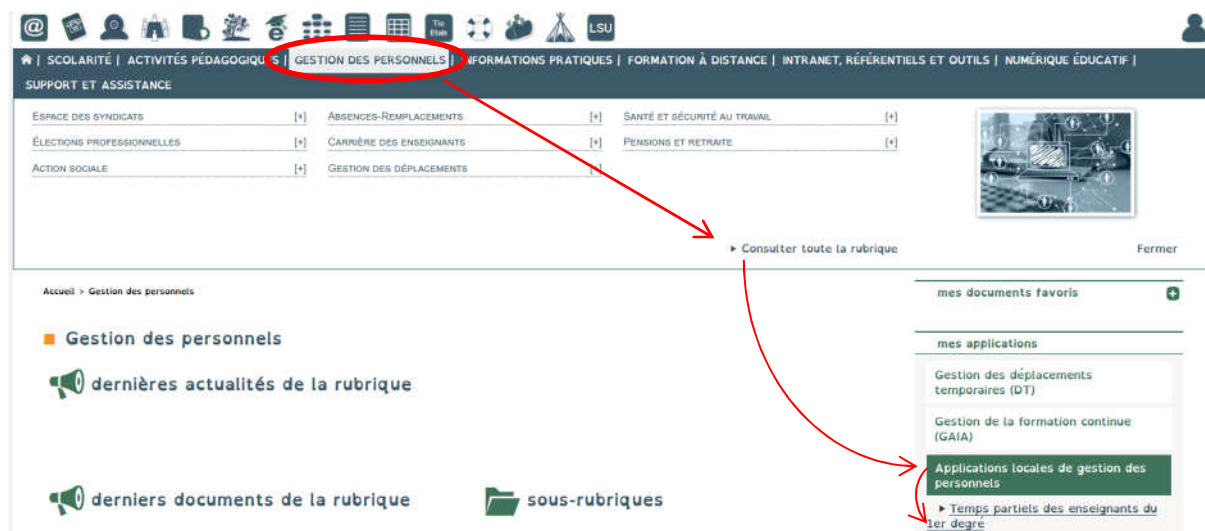 @ Tice Etab LSU
| SCOLARITÉ | ACTIVITÉS PÉDAGOGIQUES | GESTION DES PERSONNELS | INFORMATIONS PRATIQUES | FORMATION À DISTANCE | INTRANET, RÉFÉRENTIELS ET OUTILS | NUMÉRIQUE ÉDUCATIF |
SUPPORT ET ASSISTANCE
ESPACE DES SYNDICATS [+] ABSENCES-REMPLACEMENTS [+] SANTÉ ET SÉCURITÉ AU TRAVAIL [+]
ÉLECTIONS PROFESSIONNELLES [+] CARRIÈRE DES ENSEIGNANTS [+] PENSIONS ET RETRAITE [+]
ACTION SOCIALE [+] GESTION DES DÉPLACEMENTS [+]
▸ Consulter toute la rubrique Fermer
Accueil > Gestion des personnels
mes documents favoris
Gestion des personnels
mes applications
dernières actualités de la rubrique
Gestion des déplacements
temporaires (DT)
Gestion de la formation continue
(GAIA)
Applications locales de gestion des
personnels
derniers documents de la rubrique sous-rubriques
▸ Temps partiels des enseignants du
1er degré